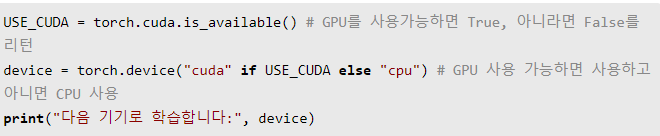 USE_CUDA = torch.cuda.is_available() # GPU를 사용가능하면 True, 아니라면 False를
리턴
device = torch.device("cuda" if USE_CUDA else "cpu") # GPU 사용 가능하면 사용하고
아니면 CPU 사용
print("다음 기기로 학습합니다:", device)